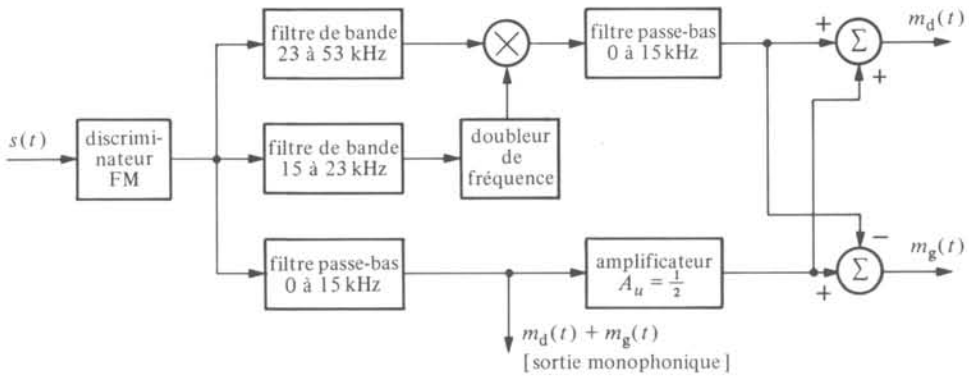 filtre de bande
23 à 53 kHz
×
filtre passe-bas
0 à 15 kHz
+
Σ
+
m_d(t)
s(t)
discrimi-
nateur
FM
filtre de bande
15 à 23 kHz
doubleur
de
fréquence
filtre passe-bas
0 à 15 kHz
amplificateur
A_u = 1/2
−
+
Σ
m_g(t)
m_d(t) + m_g(t)
[sortie monophonique]